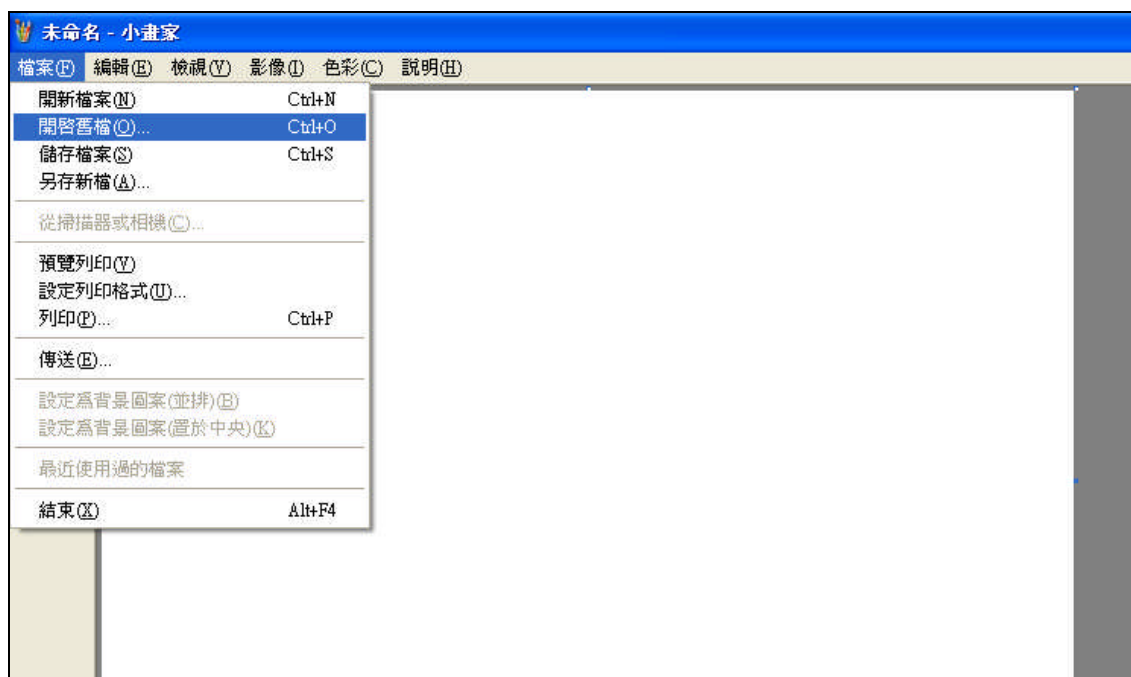 未命名 - 小畫家
檔案(F) 編輯(E) 檢視(V) 影像(I) 色彩(C) 說明(H)
開新檔案(N) Ctrl+N
開啟舊檔(O)... Ctrl+O
儲存檔案(S) Ctrl+S
另存新檔(A)...
從掃描器或相機(C)...
預覽列印(V)
設定列印格式(U)...
列印(P)... Ctrl+P
傳送(E)...
設定為背景圖案(並排)(B)
設定為背景圖案(置於中央)(K)
最近使用過的檔案
結束(X) Alt+F4